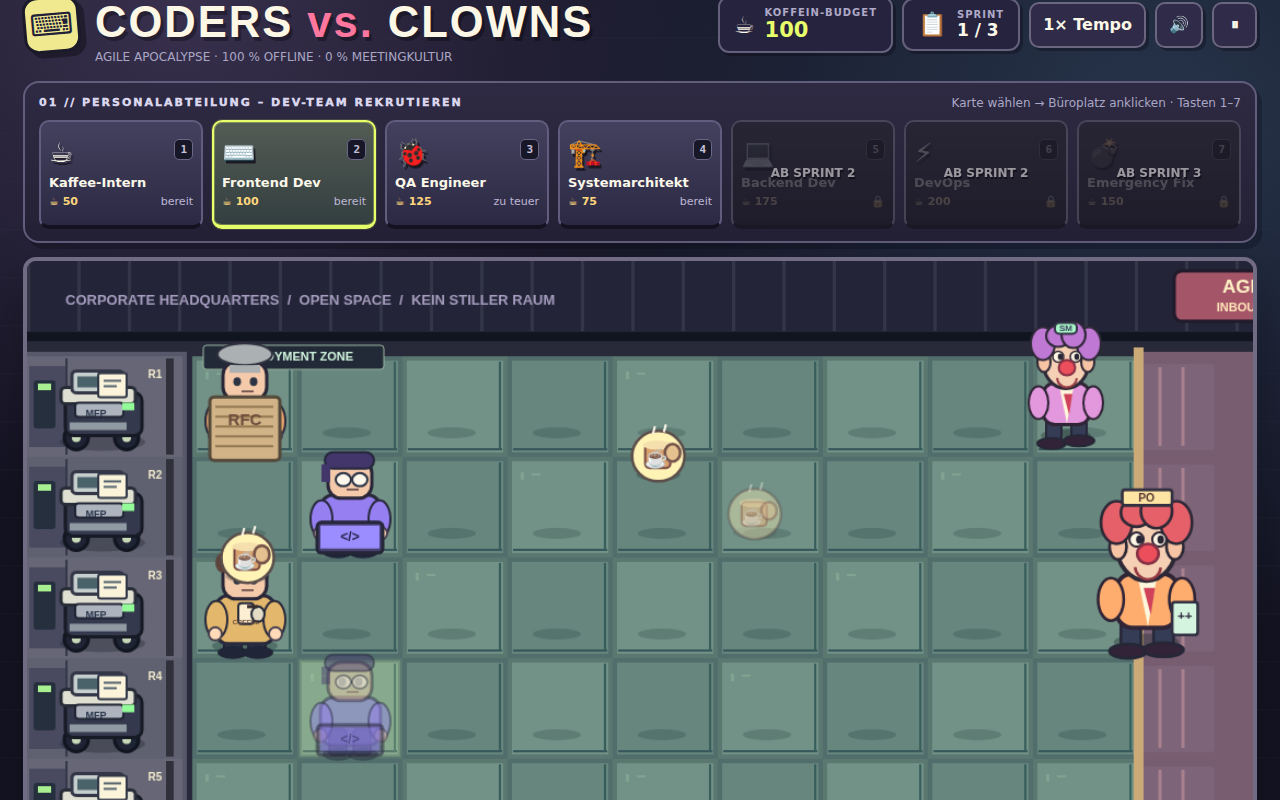 CODERS vs. CLOWNS
AGILE APOCALYPSE · 100 % OFFLINE · 0 % MEETINGKULTUR
KOFFEIN-BUDGET
100
SPRINT
1 / 3
1× Tempo
01 // PERSONALABTEILUNG – DEV-TEAM REKRUTIEREN
Karte wählen → Büroplatz anklicken · Tasten 1–7
1
Kaffee-Intern
50 bereit
2
Frontend Dev
100 bereit
3
QA Engineer
125 zu teuer
4
Systemarchitekt
75 bereit
5
AB SPRINT 2
Backend Dev
175
6
AB SPRINT 2
DevOps
200
7
AB SPRINT 3
Emergency Fix
150
CORPORATE HEADQUARTERS / OPEN SPACE / KEIN STILLER RAUM
AGI
INBOU
YMENT ZONE
SM
R1
MFP
RFC
R2
MFP
</>
PO
R3
MFP
++
R4
MFP
</>
R5